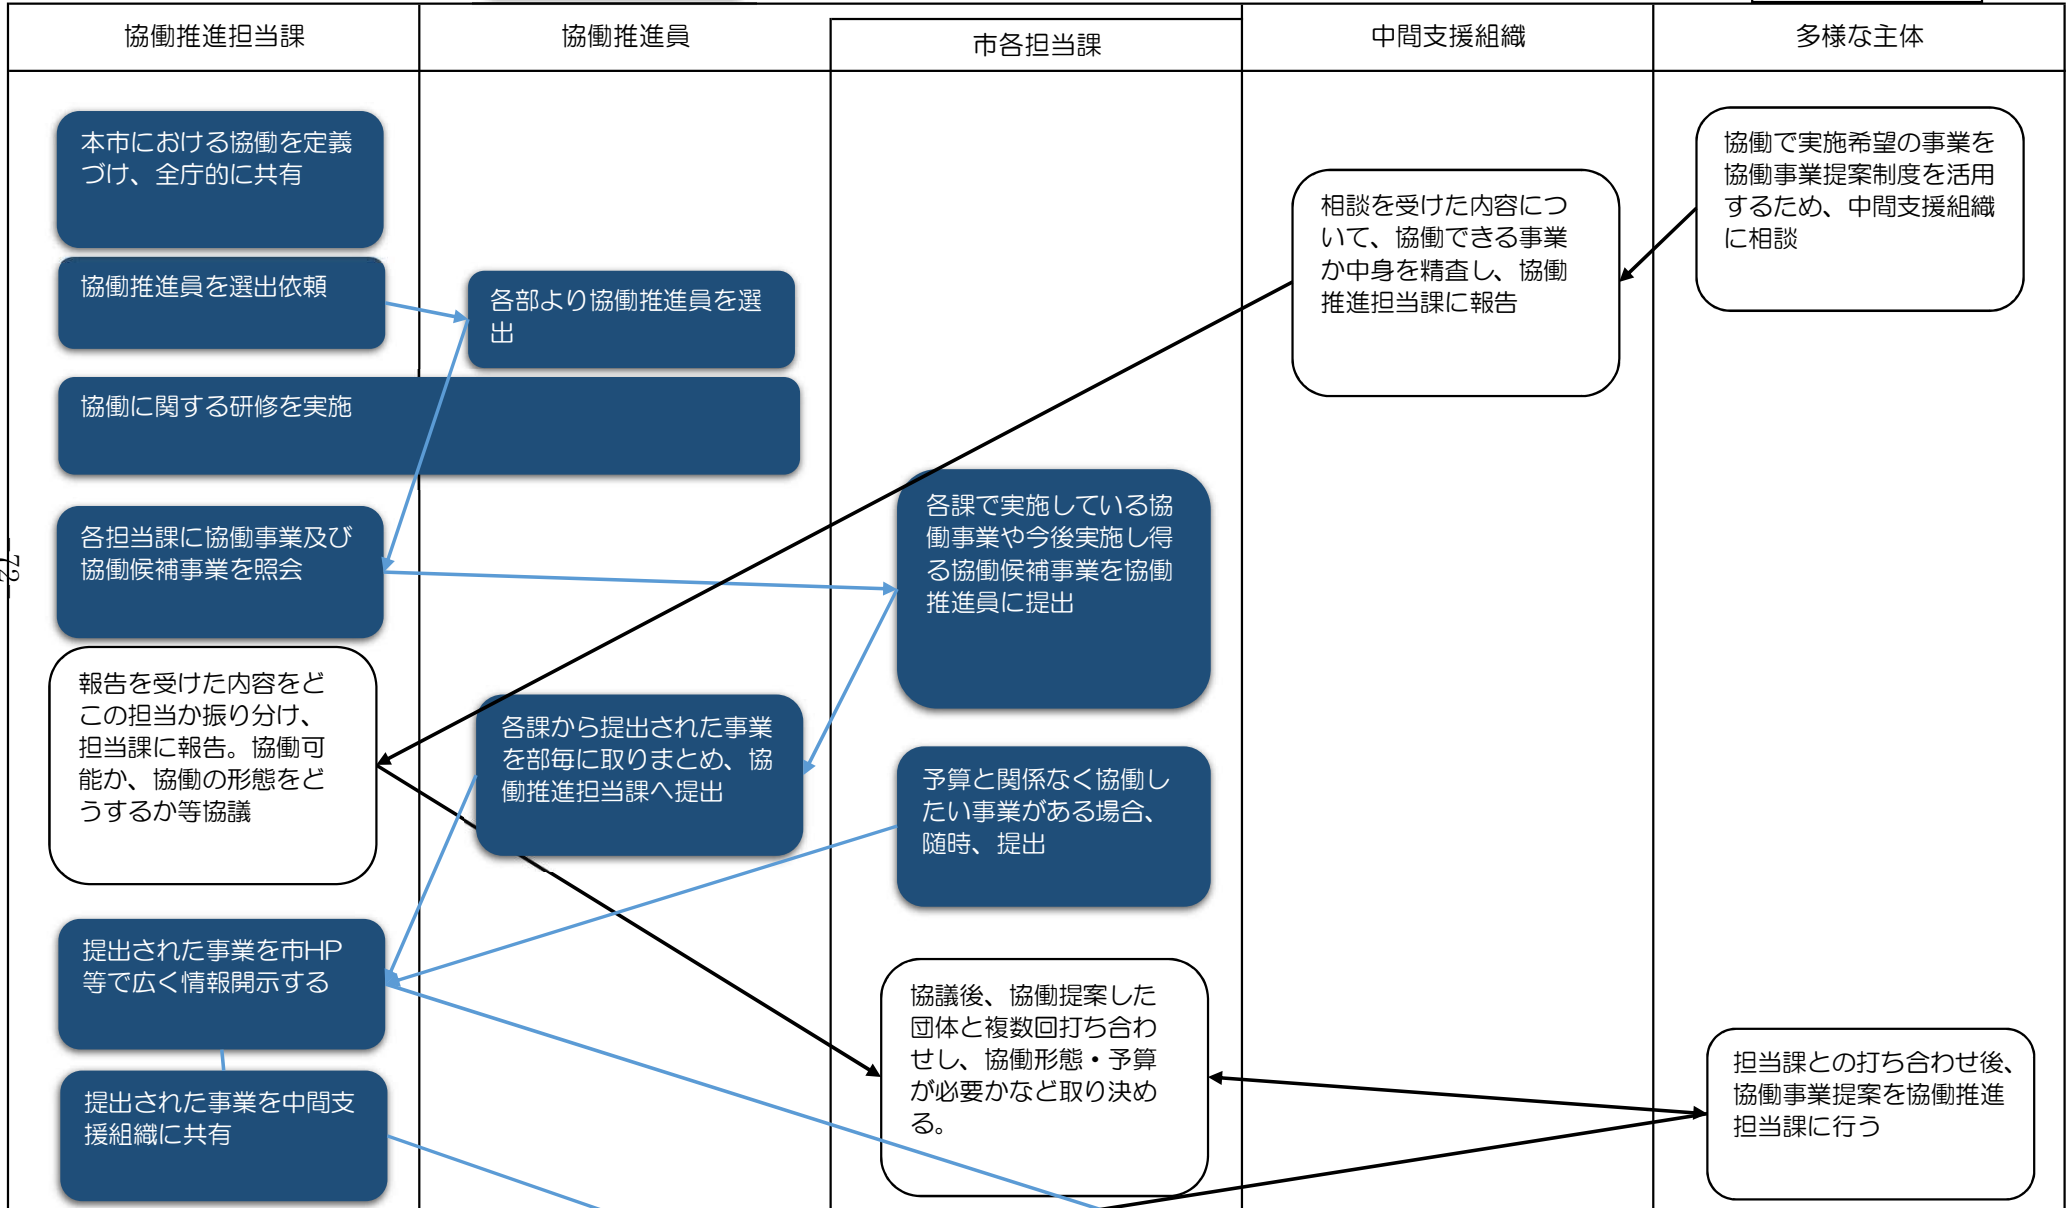 協働推進担当課
協働推進員
市各担当課
中間支援組織
多様な主体
本市における協働を定義
づけ、全庁的に共有
協働推進員を選出依頼
協働に関する研修を実施
各担当課に協働事業及び
協働候補事業を照会
報告を受けた内容をど
この担当か振り分け、
担当課に報告。協働可
能か、協働の形態をど
うするか等協議
提出された事業を市HP
等で広く情報開示する
提出された事業を中間支
援組織に共有
各部より協働推進員を選
出
各課から提出された事業
を部毎に取りまとめ、協
働推進担当課へ提出
各課で実施している協
働事業や今後実施し得
る協働候補事業を協働
推進員に提出
予算と関係なく協働し
たい事業がある場合、
随時、提出
協議後、協働提案した
団体と複数回打ち合わ
せし、協働形態・予算
が必要かなど取り決め
る。
相談を受けた内容につ
いて、協働できる事業
か中身を精査し、協働
推進担当課に報告
協働で実施希望の事業を
協働事業提案制度を活用
するため、中間支援組織
に相談
担当課との打ち合わせ後、
協働事業提案を協働推進
担当課に行う